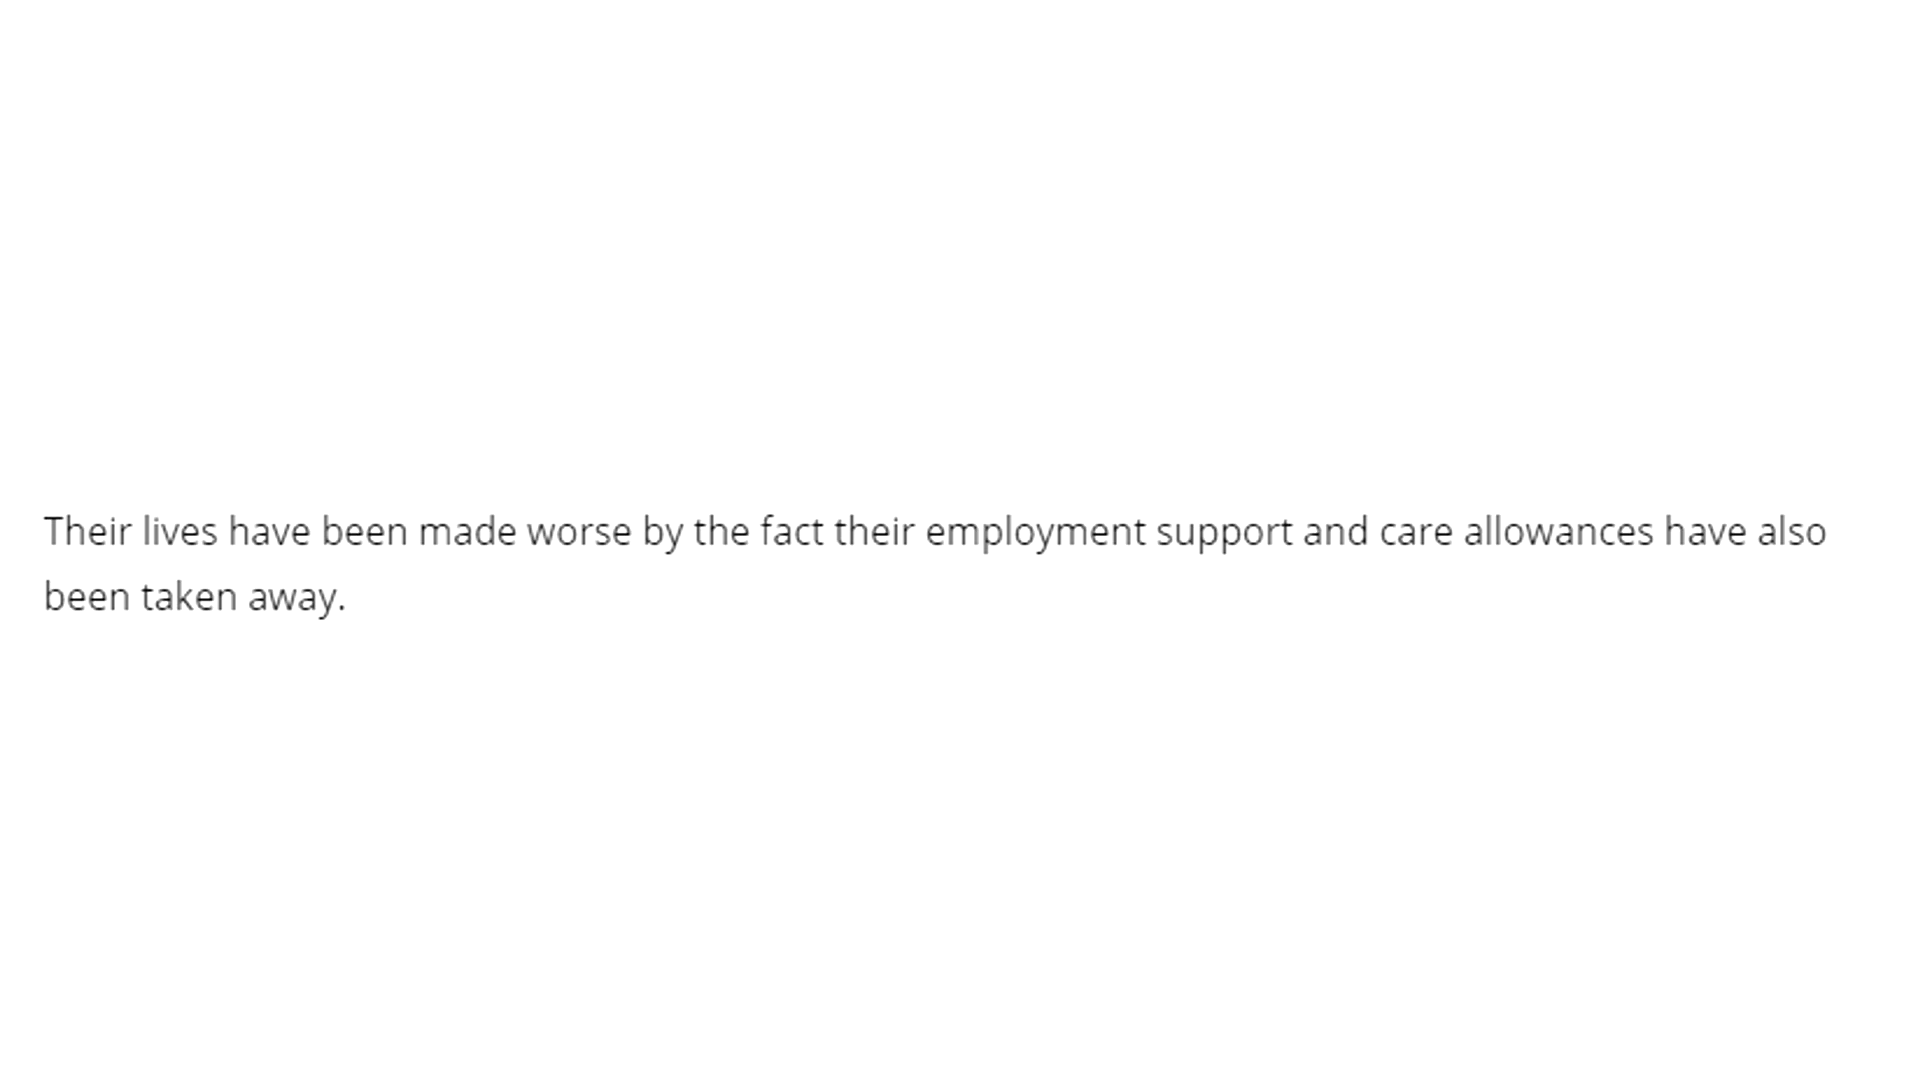 Their lives have been made worse by the fact their employment support and care allowances have also
been taken away.